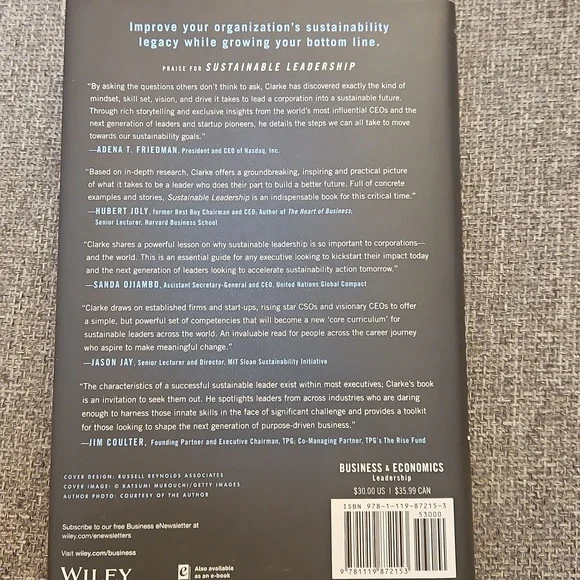 Improve your organization's sustainability
legacy while growing your bottom line.
PRAISE FOR SUSTAINABLE LEADERSHIP
"By asking the questions others don't think to ask, Clarke has discovered exactly the kind of
mindset, skill set, vision, and drive it takes to lead a corporation into a sustainable future.
Through rich storytelling and exclusive insights from the world's most influential CEOs and the
next generation of leaders and startup pioneers, he details the steps we can all take to move
towards our sustainability goals."
—ADENA T. FRIEDMAN, President and CEO of Nasdaq, Inc.
"Based on in-depth research, Clarke offers a groundbreaking, inspiring and practical picture
of what it takes to be a leader who does their part to build a better future. Full of concrete
examples and stories, Sustainable Leadership is an indispensable book for this critical time."
—HUBERT JOLY, former Best Buy Chairman and CEO; Author of The Heart of Business;
Senior Lecturer, Harvard Business School
"Clarke shares a powerful lesson on why sustainable leadership is so important to corporations—
and the world. This is an essential guide for any executive looking to kickstart their impact today
and the next generation of leaders looking to accelerate sustainability action tomorrow."
—SANDA OJIAMBO, Assistant Secretary-General and CEO, United Nations Global Compact
"Clarke draws on established firms and start-ups, rising star CSOs and visionary CEOs to offer
a simple, but powerful set of competencies that will become a new 'core curriculum' for
sustainable leaders across the world. An invaluable read for people across the career journey
who aspire to make meaningful change."
—JASON JAY, Senior Lecturer and Director, MIT Sloan Sustainability Initiative
"The characteristics of a successful sustainable leader exist within most executives; Clarke's book
is an invitation to seek them out. He spotlights leaders from across industries who are daring
enough to harness those innate skills in the face of significant challenge and provides a toolkit
for those looking to shape the next generation of purpose-driven business."
—JIM COULTER, Founding Partner and Executive Chairman, TPG; Co-Managing Partner, TPG's The Rise Fund
COVER DESIGN: RUSSELL REYNOLDS ASSOCIATES
COVER IMAGE: © KATSUMI MUROUCHI/GETTY IMAGES
AUTHOR PHOTO: COURTESY OF THE AUTHOR
BUSINESS & ECONOMICS
Leadership
$30.00 US | $35.99 CAN
Subscribe to our free Business eNewsletter at
wiley.com/enewsletters
Visit wiley.com/business
WILEY
e
Also available
as an e-book
ISBN 978-1-119-87215-3
53000
9 781119 872153